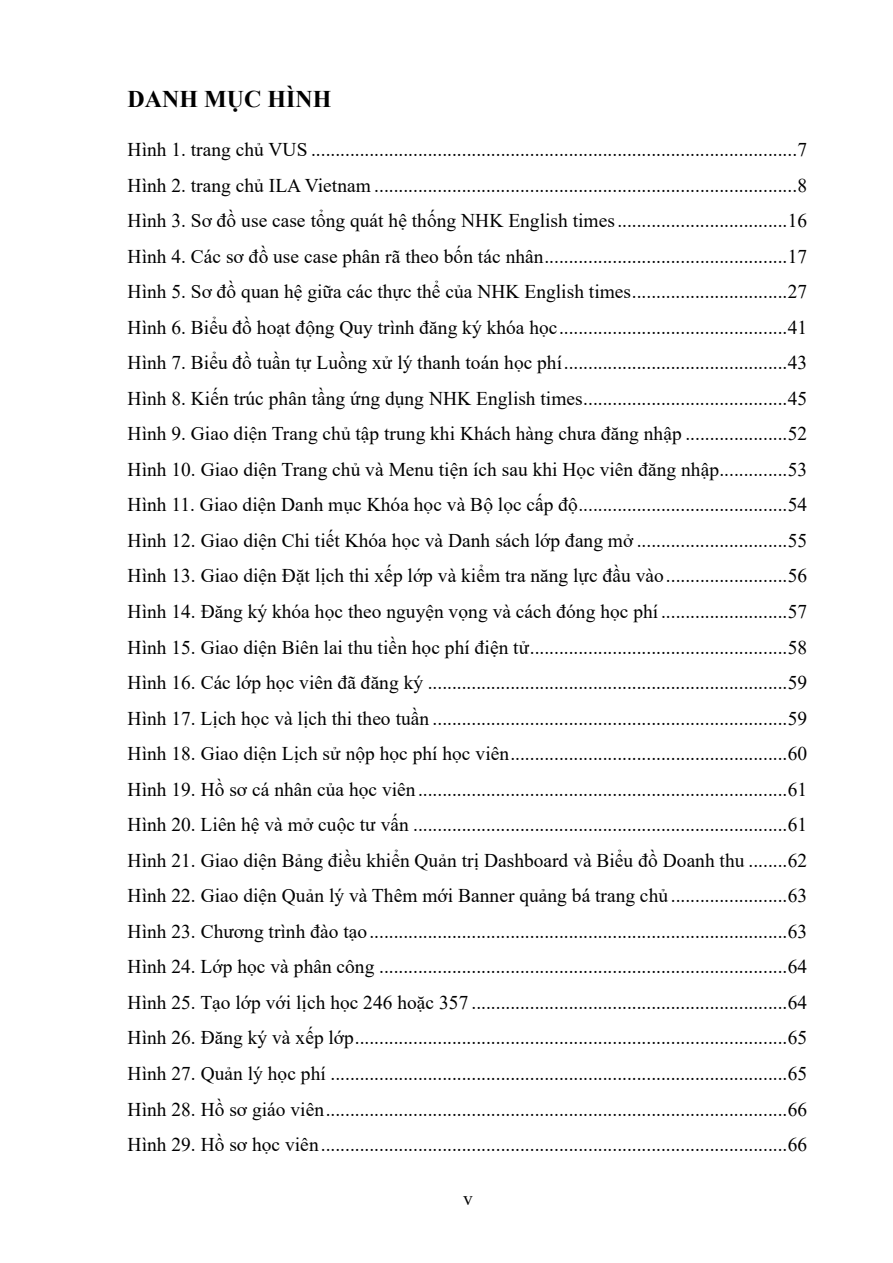 DANH MỤC HÌNH
Hình 1. trang chủ VUS ........................................................................................................7
Hình 2. trang chủ ILA Vietnam ..........................................................................................8
Hình 3. Sơ đồ use case tổng quát hệ thống NHK English times ....................................16
Hình 4. Các sơ đồ use case phân rã theo bốn tác nhân....................................................17
Hình 5. Sơ đồ quan hệ giữa các thực thể của NHK English times.................................27
Hình 6. Biểu đồ hoạt động Quy trình đăng ký khóa học.................................................41
Hình 7. Biểu đồ tuần tự Luồng xử lý thanh toán học phí................................................43
Hình 8. Kiến trúc phân tầng ứng dụng NHK English times...........................................45
Hình 9. Giao diện Trang chủ tập trung khi Khách hàng chưa đăng nhập ......................52
Hình 10. Giao diện Trang chủ và Menu tiện ích sau khi Học viên đăng nhập..............53
Hình 11. Giao diện Danh mục Khóa học và Bộ lọc cấp độ............................................54
Hình 12. Giao diện Chi tiết Khóa học và Danh sách lớp đang mở ................................55
Hình 13. Giao diện Đặt lịch thi xếp lớp và kiểm tra năng lực đầu vào..........................56
Hình 14. Đăng ký khóa học theo nguyện vọng và cách đóng học phí ...........................57
Hình 15. Giao diện Biên lai thu tiền học phí điện tử.......................................................58
Hình 16. Các lớp học viên đã đăng ký .............................................................................59
Hình 17. Lịch học và lịch thi theo tuần ............................................................................59
Hình 18. Giao diện Lịch sử nộp học phí học viên...........................................................60
Hình 19. Hồ sơ cá nhân của học viên...............................................................................61
Hình 20. Liên hệ và mở cuộc tư vấn ................................................................................61
Hình 21. Giao diện Bảng điều khiển Quản trị Dashboard và Biểu đồ Doanh thu ........62
Hình 22. Giao diện Quản lý và Thêm mới Banner quảng bá trang chủ.........................63
Hình 23. Chương trình đào tạo.........................................................................................63
Hình 24. Lớp học và phân công .......................................................................................64
Hình 25. Tạo lớp với lịch học 246 hoặc 357....................................................................64
Hình 26. Đăng ký và xếp lớp............................................................................................65
Hình 27. Quản lý học phí .................................................................................................65
Hình 28. Hồ sơ giáo viên..................................................................................................66
Hình 29. Hồ sơ học viên...................................................................................................66
v